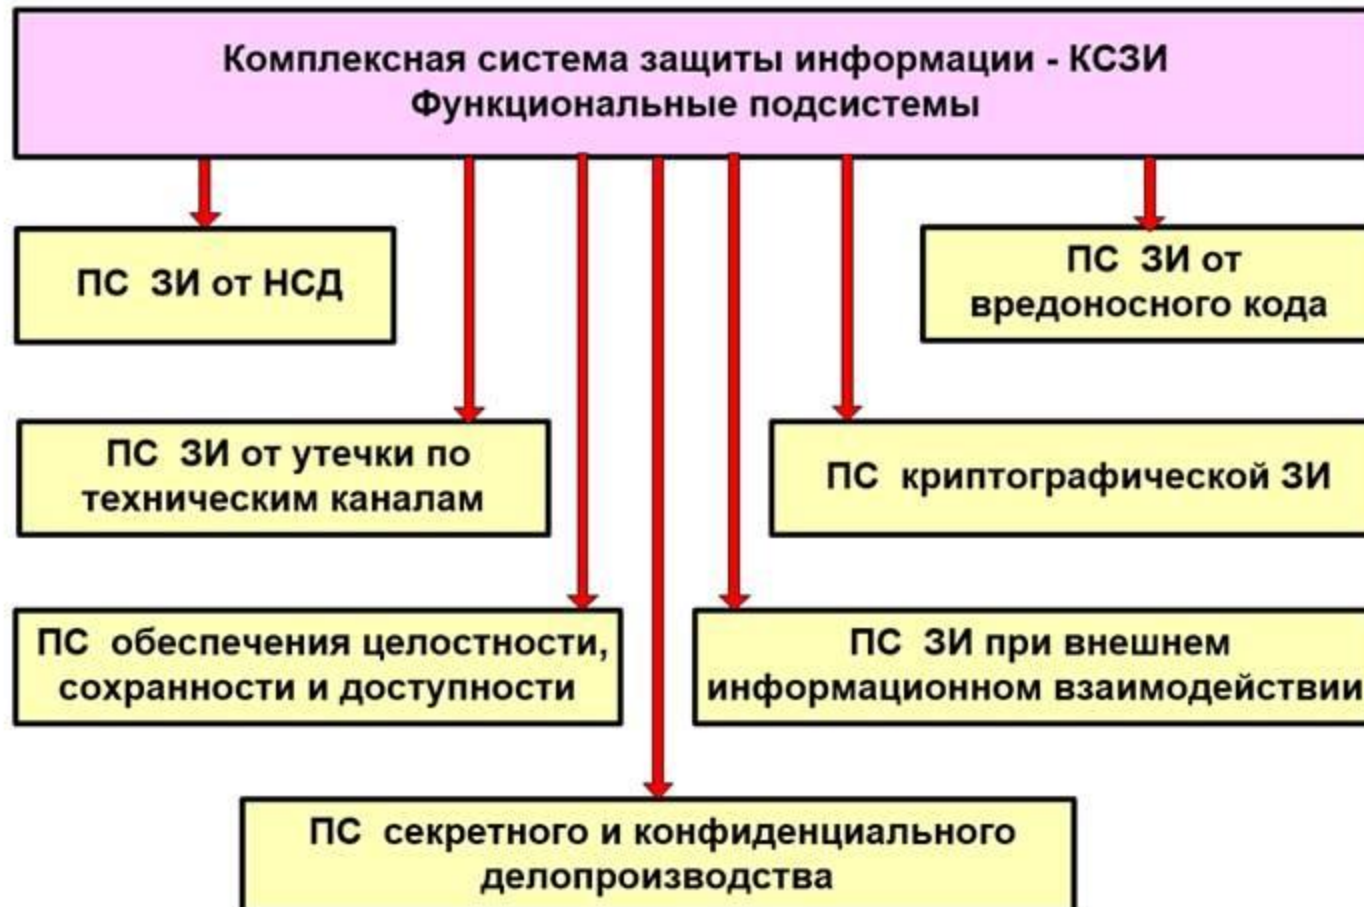 Комплексная система защиты информации - КСЗИ
Функциональные подсистемы
ПС ЗИ от НСД
ПС ЗИ от
вредоносного кода
ПС ЗИ от утечки по
техническим каналам
ПС криптографической ЗИ
ПС обеспечения целостности,
сохранности и доступности
ПС ЗИ при внешнем
информационном взаимодействии
ПС секретного и конфиденциального
делопроизводства